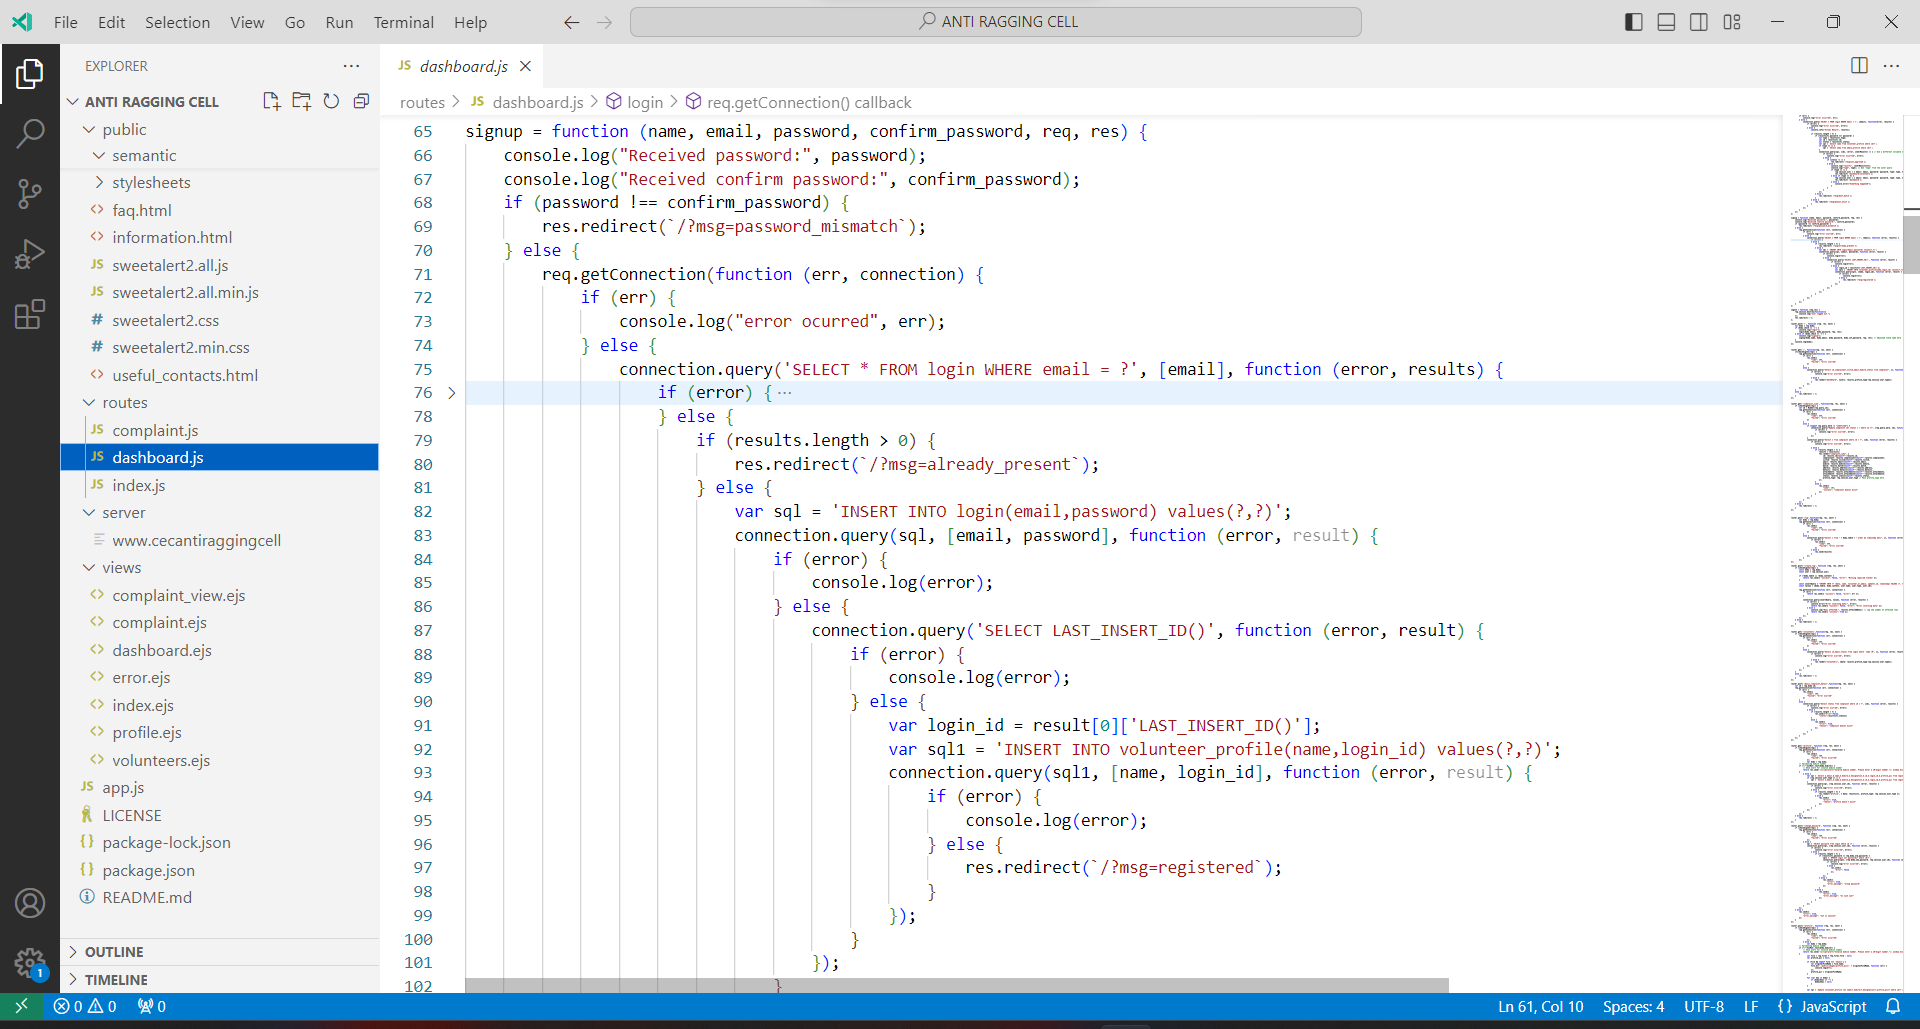 File Edit Selection View Go Run Terminal Help
ANTI RAGGING CELL
EXPLORER
ANTI RAGGING CELL
public
semantic
stylesheets
faq.html
information.html
JS sweetalert2.all.js
JS sweetalert2.all.min.js
# sweetalert2.css
# sweetalert2.min.css
useful_contacts.html
routes
JS complaint.js
JS dashboard.js
JS index.js
server
www.cecantiraggingcell
views
complaint_view.ejs
complaint.ejs
dashboard.ejs
error.ejs
index.ejs
profile.ejs
volunteers.ejs
JS app.js
LICENSE
{} package-lock.json
{} package.json
README.md
OUTLINE
TIMELINE
1
JS dashboard.js
routes > JS dashboard.js > login > req.getConnection() callback
65 signup = function (name, email, password, confirm_password, req, res) {
66 console.log("Received password:", password);
67 console.log("Received confirm password:", confirm_password);
68 if (password !== confirm_password) {
69 res.redirect(`/?msg=password_mismatch`);
70 } else {
71 req.getConnection(function (err, connection) {
72 if (err) {
73 console.log("error ocurred", err);
74 } else {
75 connection.query('SELECT * FROM login WHERE email = ?', [email], function (error, results) {
76 if (error) { ...
78 } else {
79 if (results.length > 0) {
80 res.redirect(`/?msg=already_present`);
81 } else {
82 var sql = 'INSERT INTO login(email,password) values(?,?)';
83 connection.query(sql, [email, password], function (error, result) {
84 if (error) {
85 console.log(error);
86 } else {
87 connection.query('SELECT LAST_INSERT_ID()', function (error, result) {
88 if (error) {
89 console.log(error);
90 } else {
91 var login_id = result[0]['LAST_INSERT_ID()'];
92 var sql1 = 'INSERT INTO volunteer_profile(name,login_id) values(?,?)';
93 connection.query(sql1, [name, login_id], function (error, result) {
94 if (error) {
95 console.log(error);
96 } else {
97 res.redirect(`/?msg=registered`);
98 }
99 });
100 }
101 });
102 }
0 0 0
Ln 61, Col 10 Spaces: 4 UTF-8 LF {} JavaScript